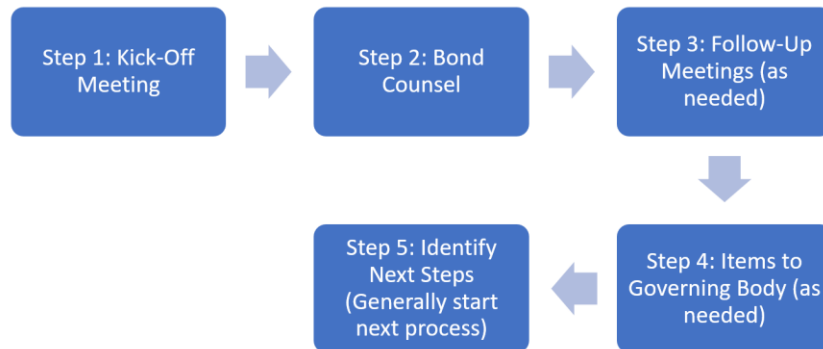 Step 1: Kick-Off
Meeting
Step 2: Bond
Counsel
Step 3: Follow-Up
Meetings (as
needed)
Step 4: Items to
Governing Body (as
needed)
Step 5: Identify
Next Steps
(Generally start
next process)